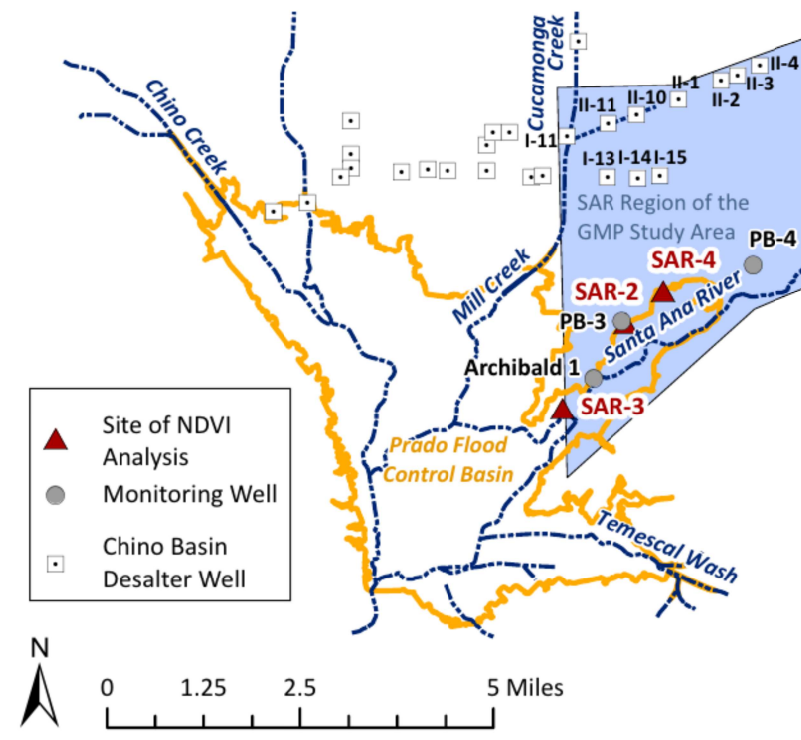 Cucamonga
Creek
Chino Creek
II-4
II-3
II-2
II-1
II-10
II-11
I-11
I-13
I-14
I-15
SAR Region of the
GMP Study Area
PB-4
SAR-4
SAR-2
PB-3
Mill Creek
Santa Ana River
Archibald 1
SAR-3
Prado Flood
Control Basin
Temescal Wash
Site of NDVI
Analysis
Monitoring Well
Chino Basin
Desalter Well
N
0 1.25 2.5 5 Miles